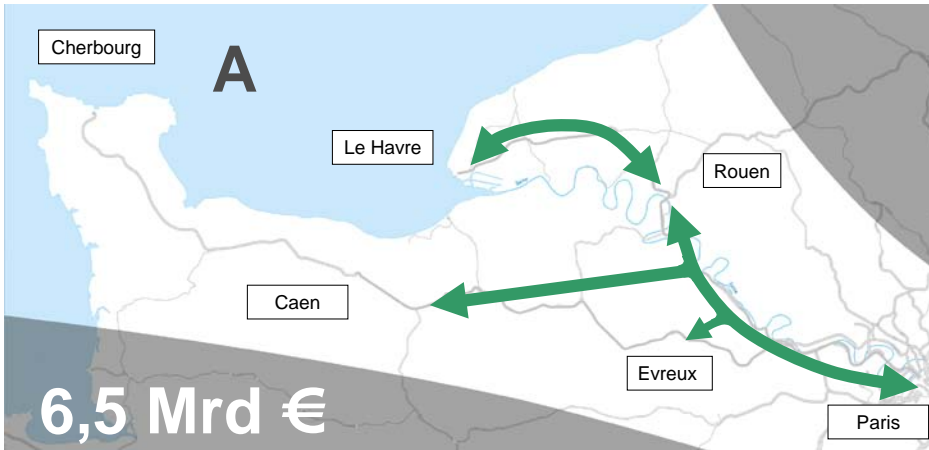 Cherbourg
A
Le Havre
Rouen
Caen
Evreux
6,5 Mrd €
Paris